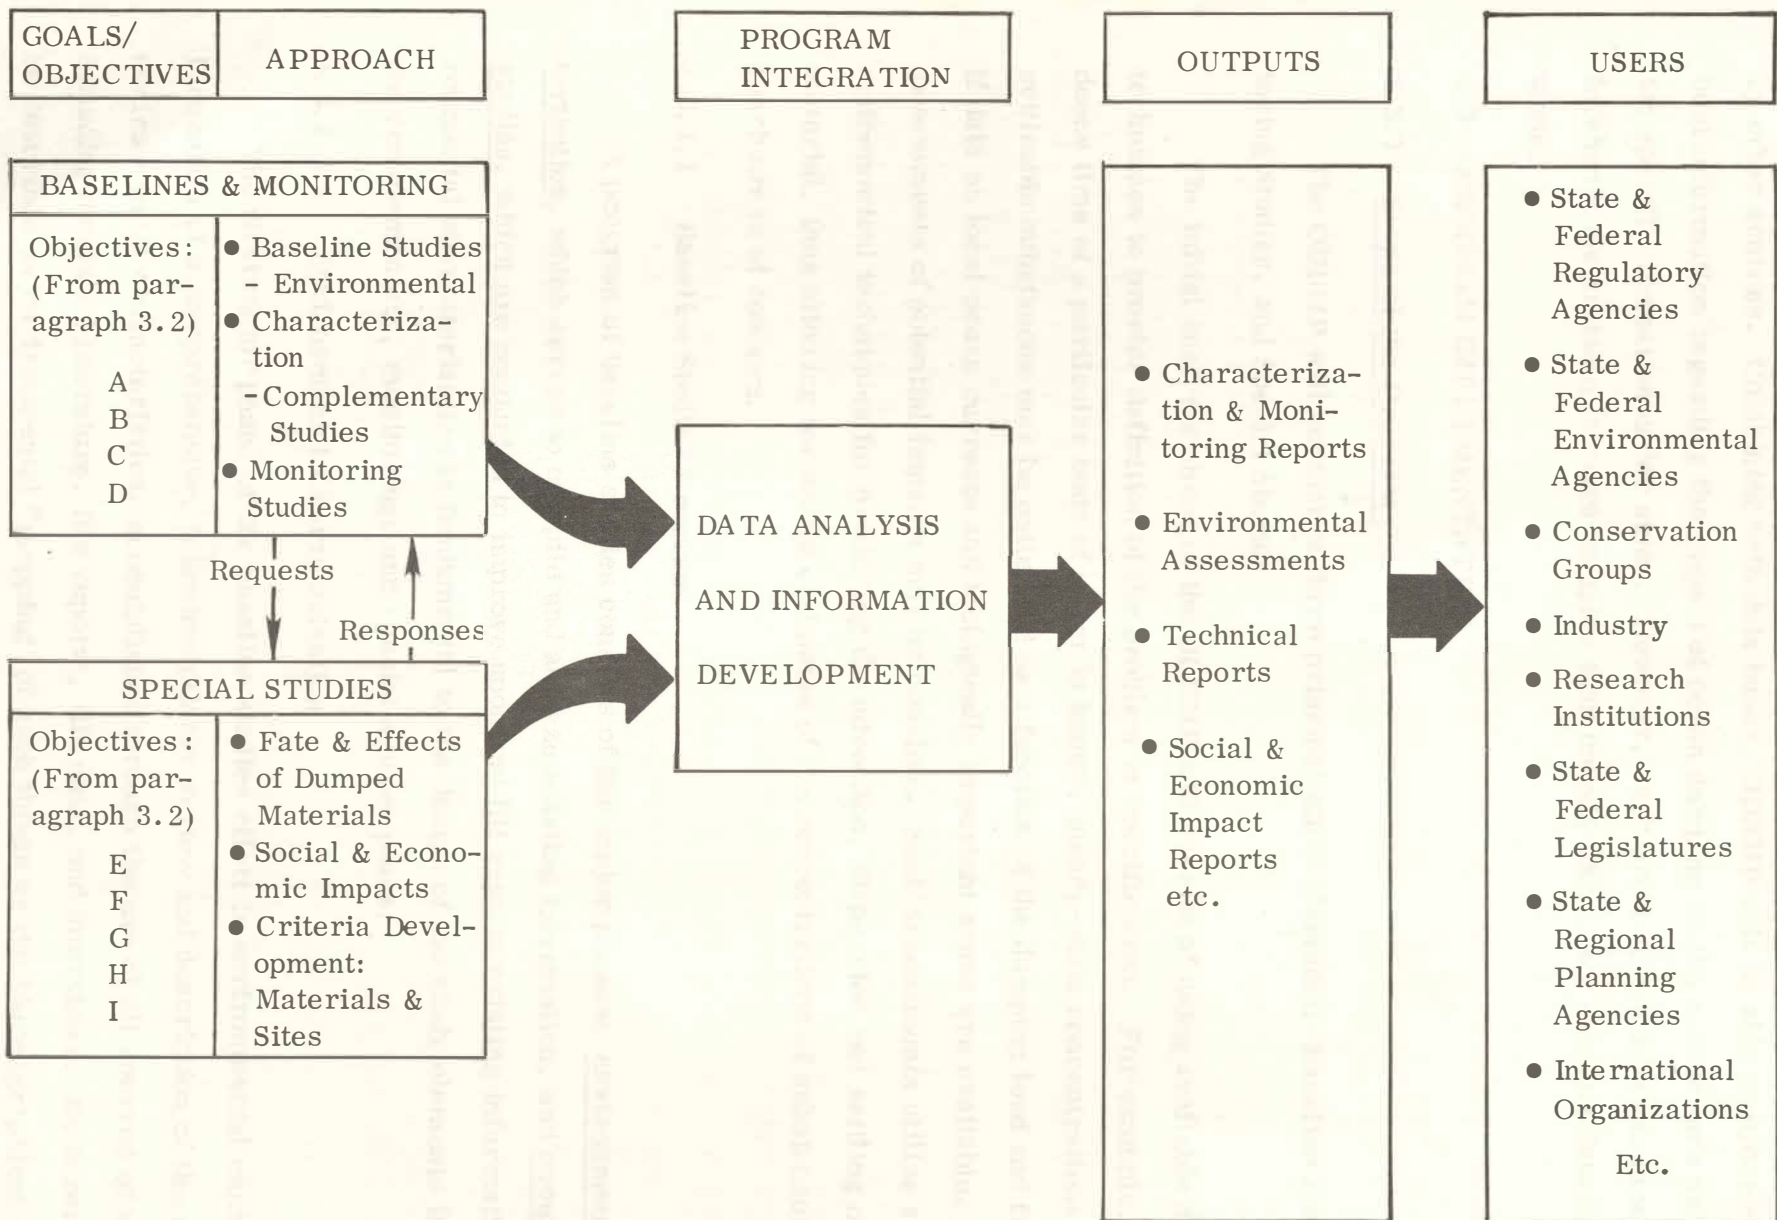 GOALS/
OBJECTIVES
APPROACH
PROGRAM
INTEGRATION
OUTPUTS
USERS
BASELINES & MONITORING
Objectives:
(From par-
agraph 3.2)
A
B
C
D
● Baseline Studies
- Environmental
● Characteriza-
tion
-Complementary
Studies
● Monitoring
Studies
Requests
Responses
SPECIAL STUDIES
Objectives:
(From par-
agraph 3.2)
E
F
G
H
I
● Fate & Effects
of Dumped
Materials
● Social & Econo-
mic Impacts
● Criteria Devel-
opment:
Materials &
Sites
DATA ANALYSIS
AND INFORMATION
DEVELOPMENT
● Characteriza-
tion & Moni-
toring Reports
● Environmental
Assessments
● Technical
Reports
● Social &
Economic
Impact
Reports
etc.
● State &
Federal
Regulatory
Agencies
● State &
Federal
Environmental
Agencies
● Conservation
Groups
● Industry
● Research
Institutions
● State &
Federal
Legislatures
● State &
Regional
Planning
Agencies
● International
Organizations
Etc.